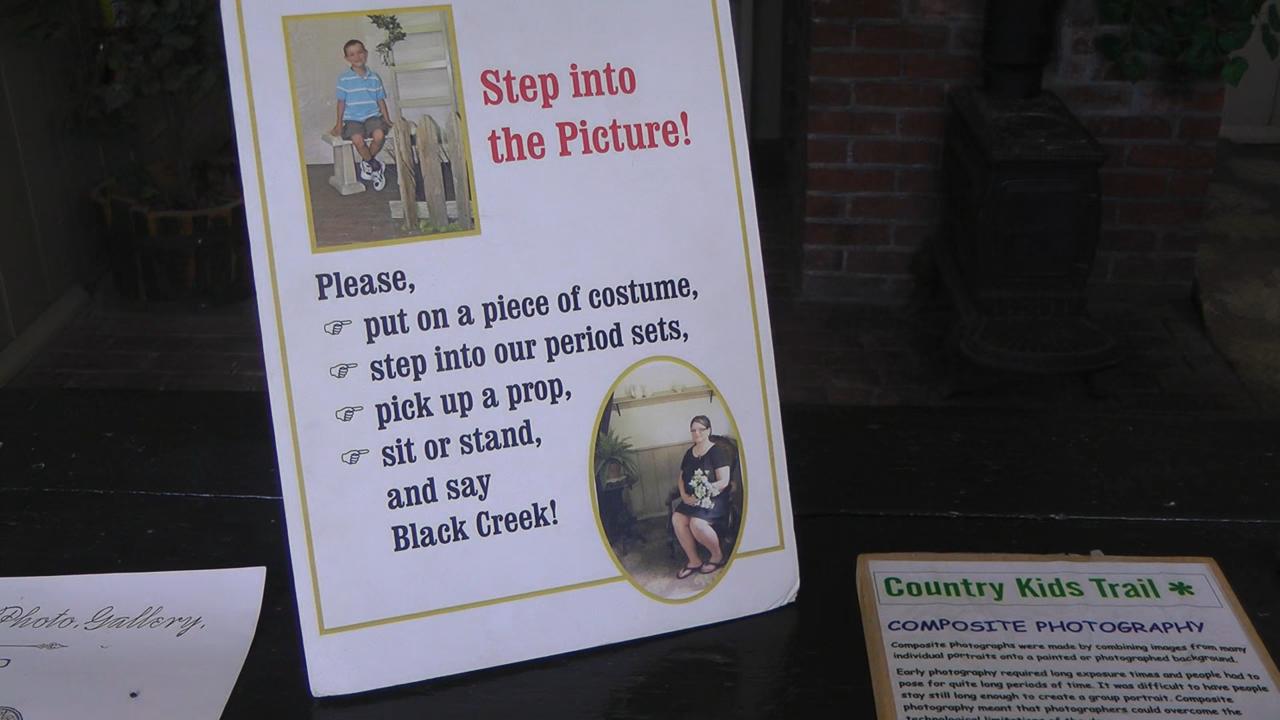 Step into
the Picture!
Please,
put on a piece of costume,
step into our period sets,
pick up a prop,
sit or stand,
and say
Black Creek!
Photo. Gallery.
Country Kids Trail *
COMPOSITE PHOTOGRAPHY
Composite photographs were made by combining images from many
individual portraits onto a painted or photographed background.
Early photography required long exposure times and people had to
pose for quite long periods of time. It was difficult to have people
stay still long enough to create a group portrait. Composite
photography meant that photographers could overcome the
technological limitations of the